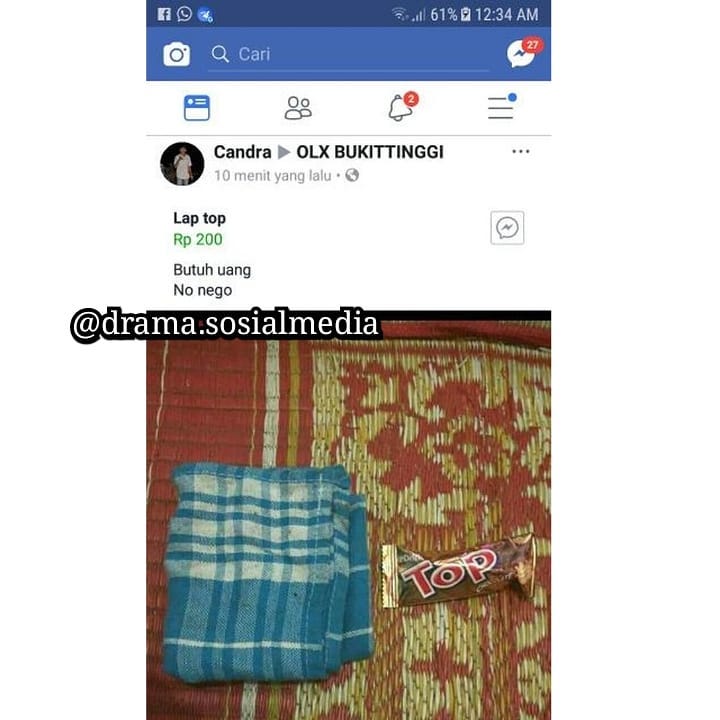 61% 12:34 AM
Cari
27
2
Candra ▶ OLX BUKITTINGGI
10 menit yang lalu •
Lap top
Rp 200
Butuh uang
No nego
@drama.sosialmedia
TOP